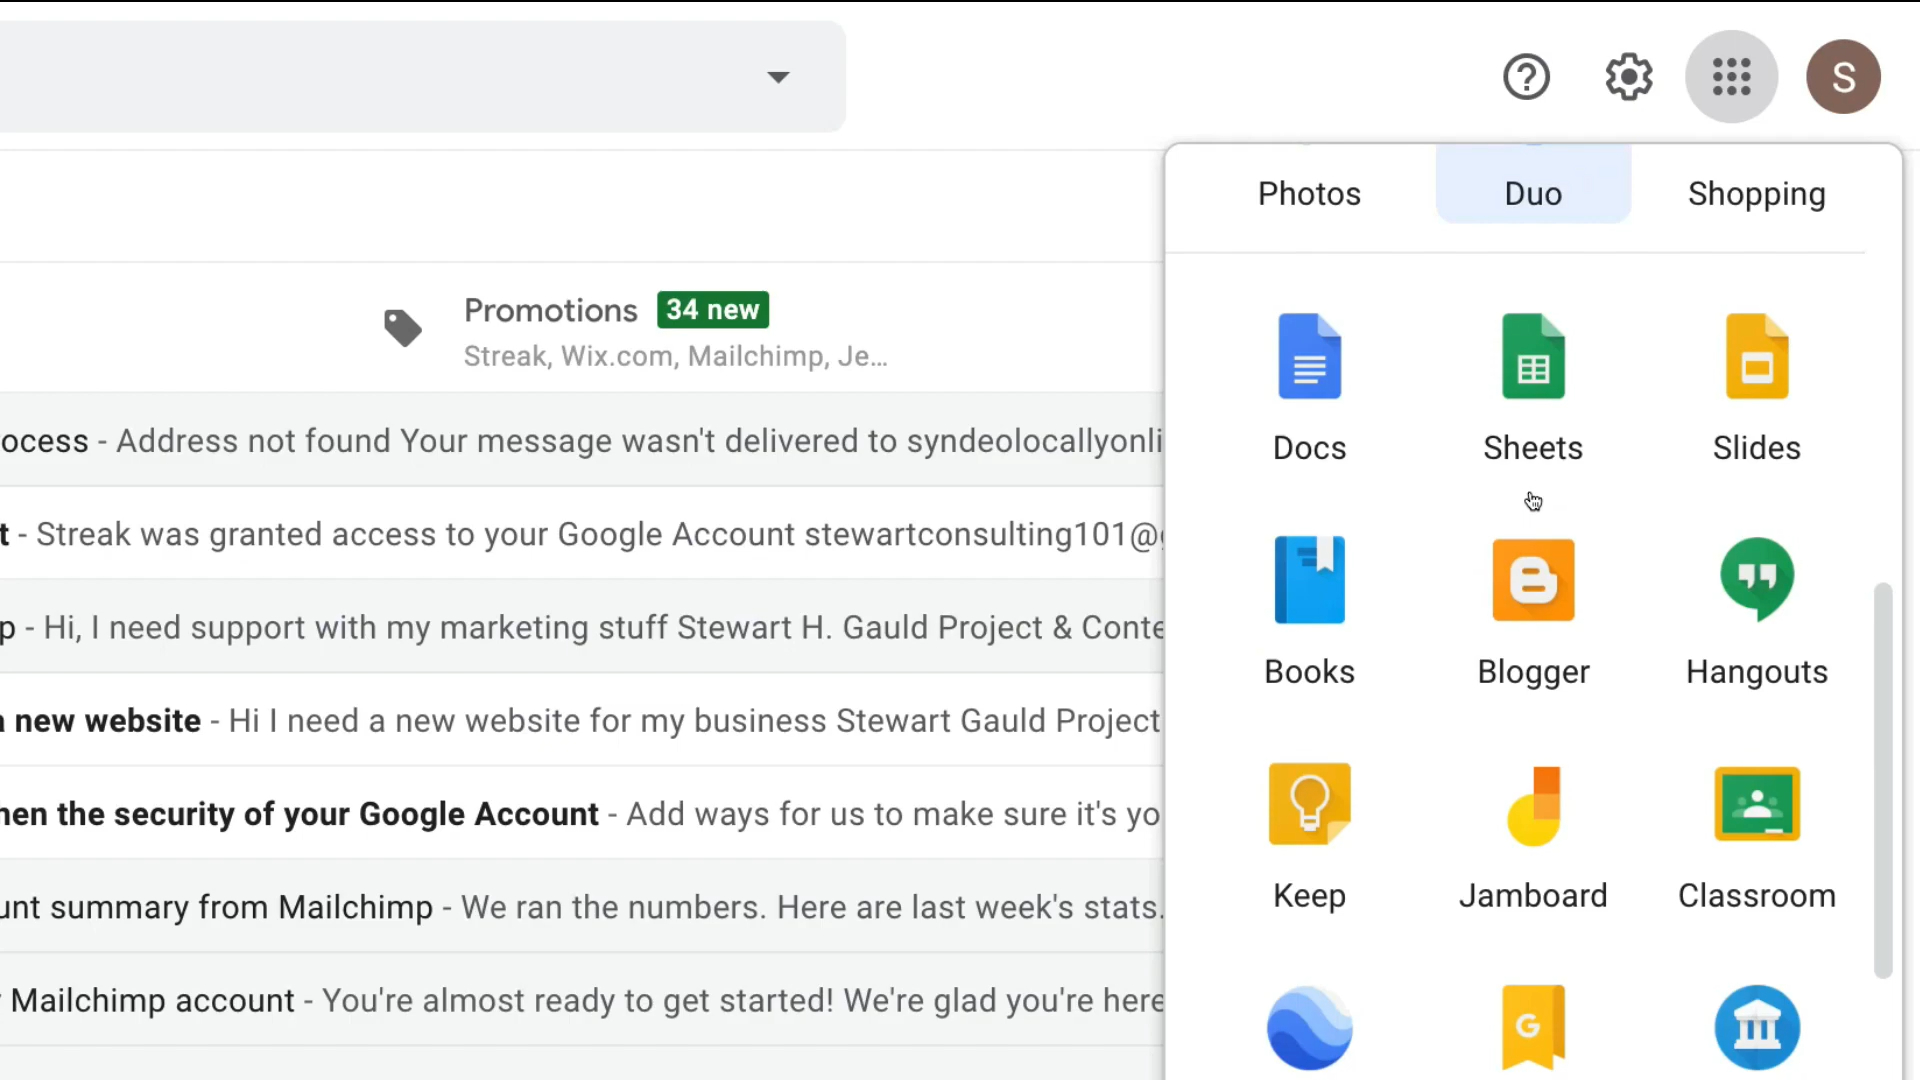 S
Photos
Duo
Shopping
Promotions 34 new
Streak, Wix.com, Mailchimp, Je...
Docs
Sheets
Slides
ocess - Address not found Your message wasn't delivered to syndeolocallyonli
t - Streak was granted access to your Google Account stewartconsulting101@g
Books
Blogger
Hangouts
p - Hi, I need support with my marketing stuff Stewart H. Gauld Project & Conte
a new website - Hi I need a new website for my business Stewart Gauld Project
hen the security of your Google Account - Add ways for us to make sure it's yo
Keep
Jamboard
Classroom
unt summary from Mailchimp - We ran the numbers. Here are last week's stats.
r Mailchimp account - You're almost ready to get started! We're glad you're here
G